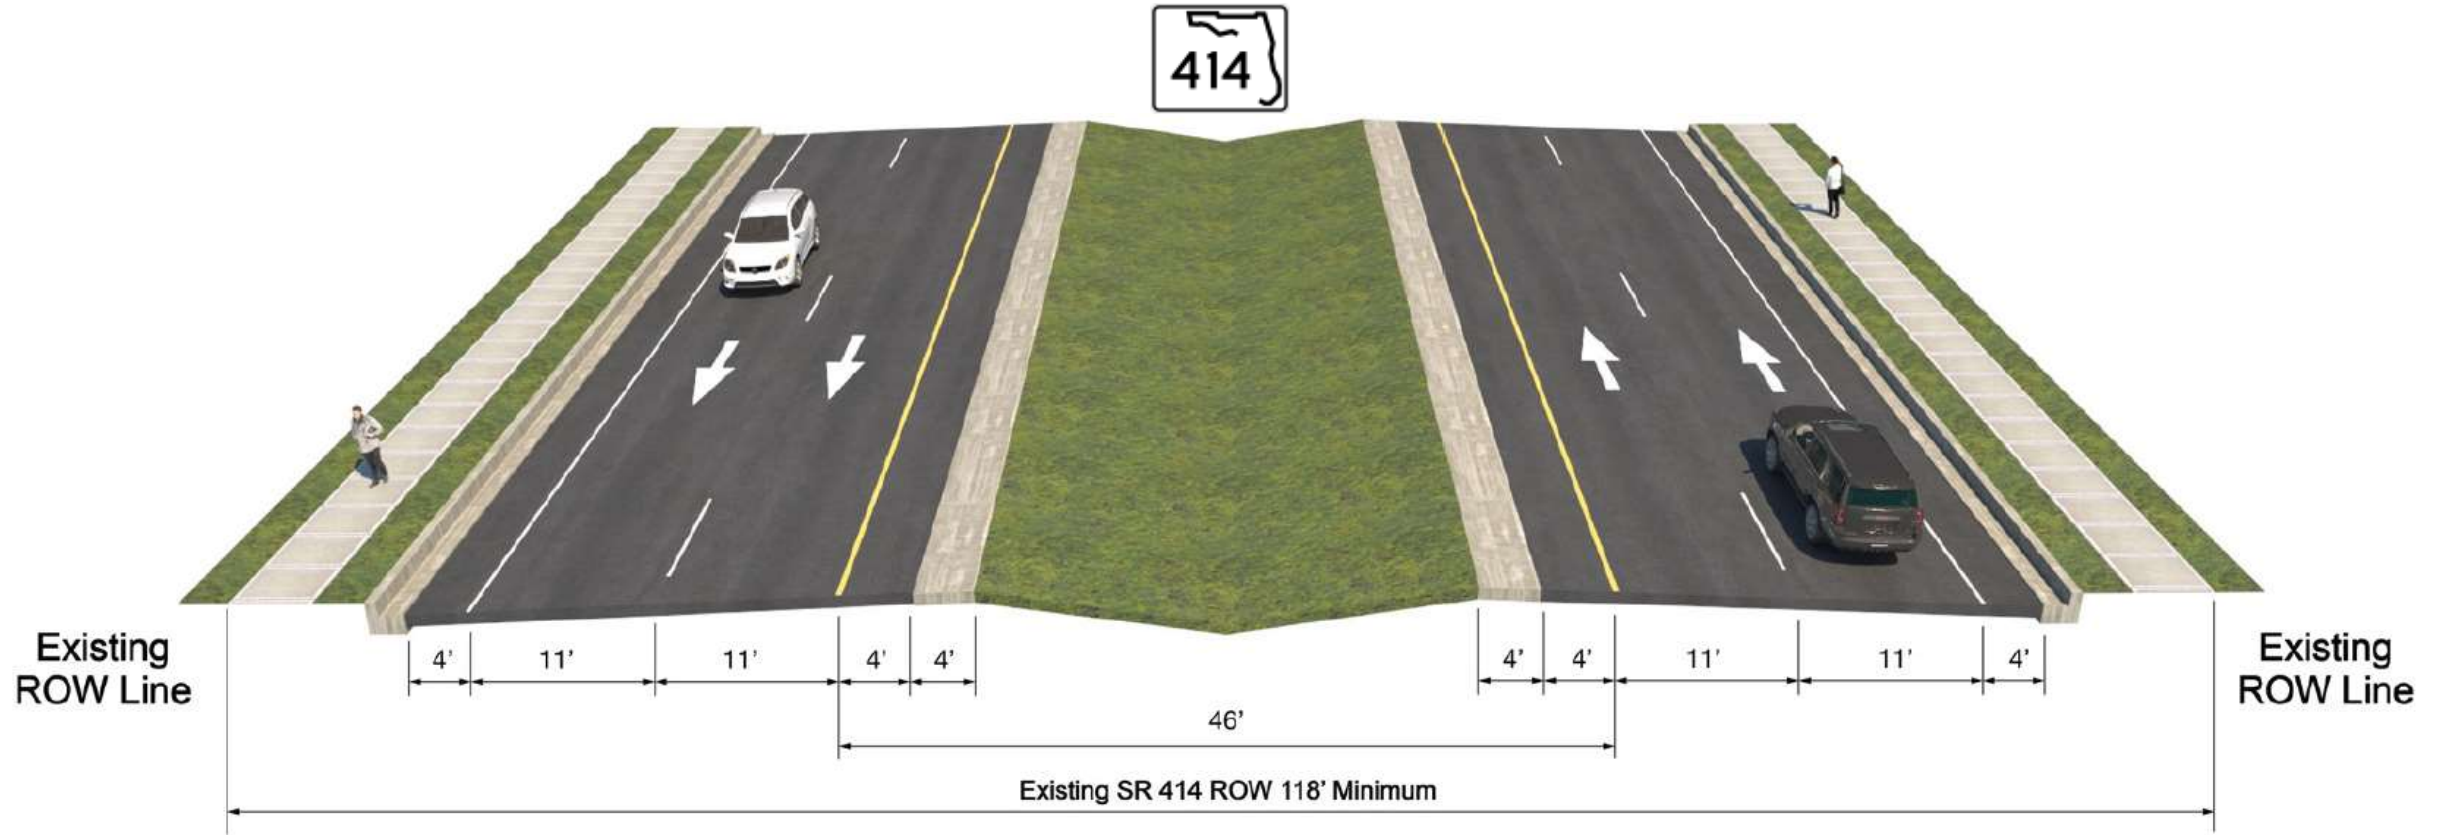 414
Existing
ROW Line
4’
11’
11’
4’
4’
4’
4’
11’
11’
4’
Existing
ROW Line
46’
Existing SR 414 ROW 118’ Minimum